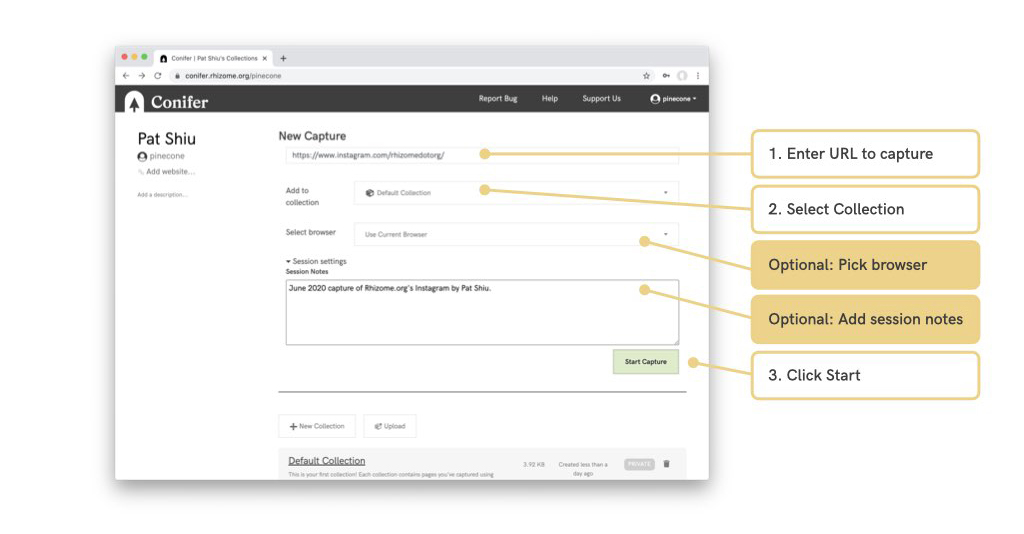 Conifer | Pat Shiu's Collections
conifer.rhizome.org/pinecone
Conifer
Report Bug
Help
Support Us
pinecone
Pat Shiu
pinecone
Add website...
Add a description...
New Capture
https://www.instagram.com/rhizomedotorg/
Add to
collection
Default Collection
Select browser
Use Current Browser
Session settings
Session Notes
June 2020 capture of Rhizome.org's Instagram by Pat Shiu.
Start Capture
New Collection
Upload
Default Collection
3.92 KB
Created less than a
day ago
PRIVATE
This is your first collection! Each collection contains pages you've captured using
1. Enter URL to capture
2. Select Collection
Optional: Pick browser
Optional: Add session notes
3. Click Start